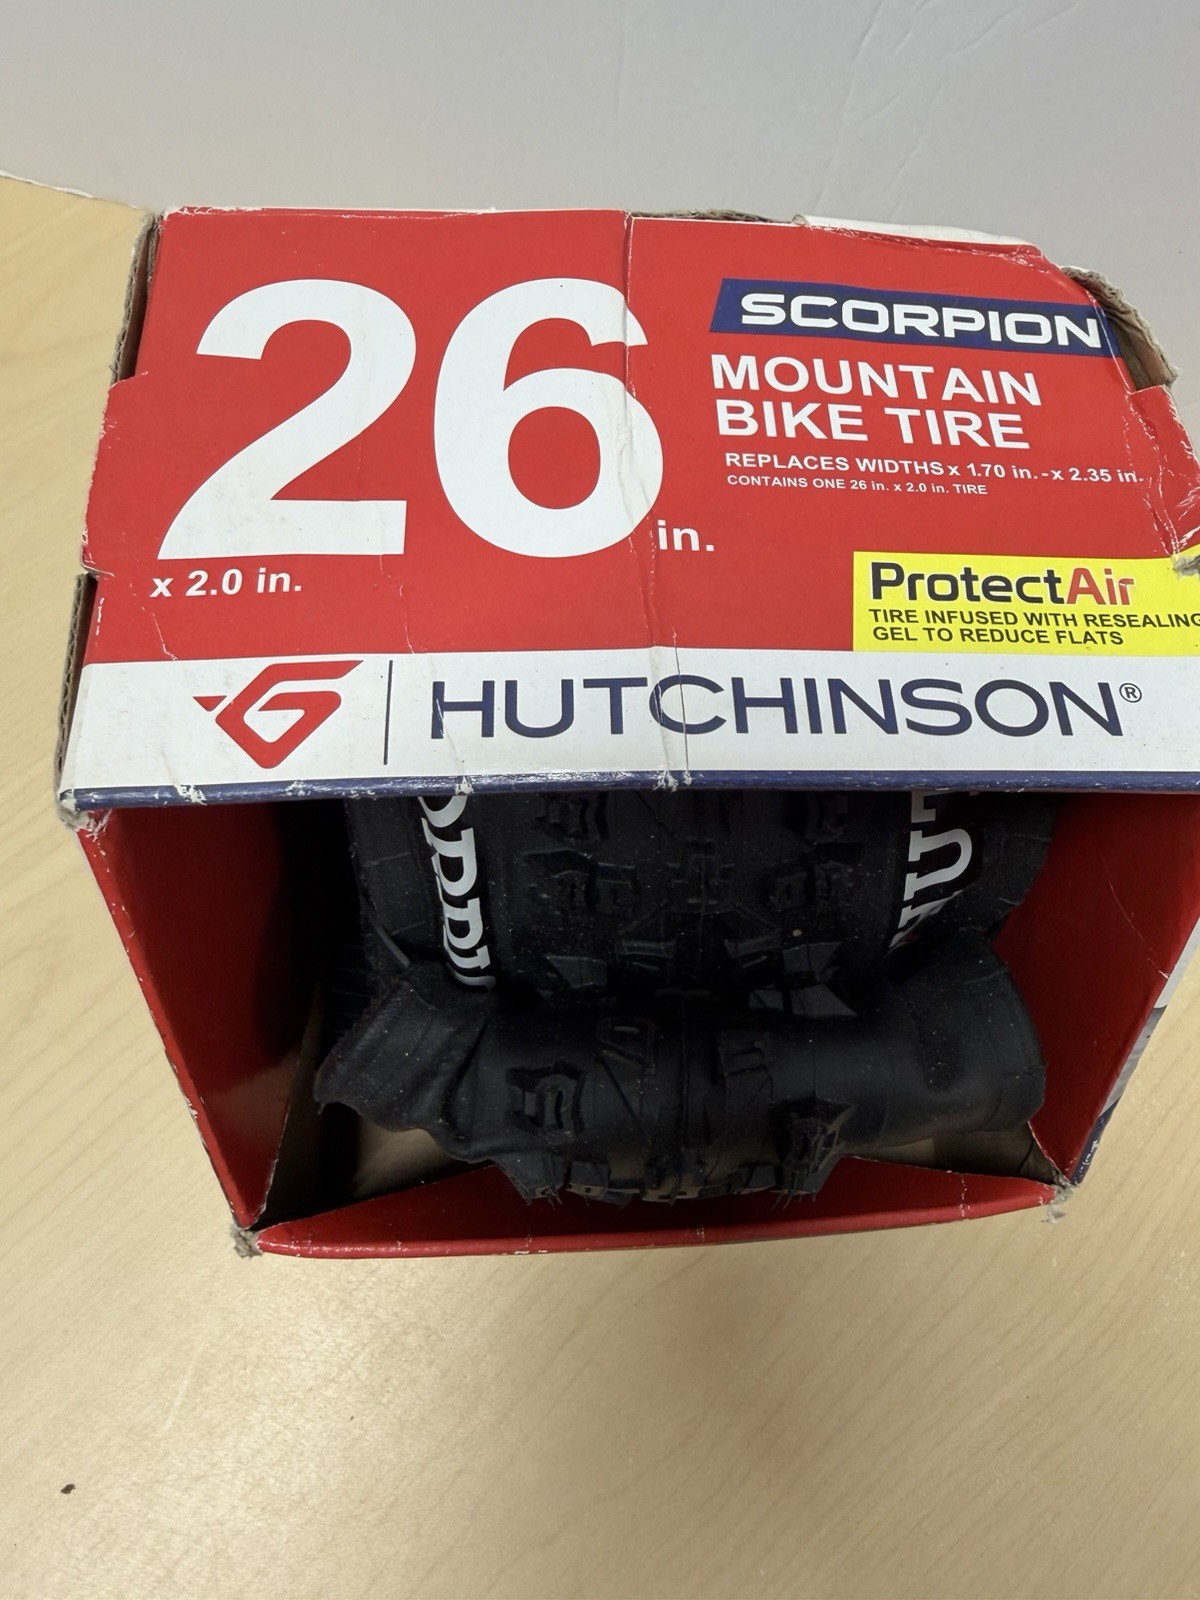 26 in.
x 2.0 in.
SCORPION
MOUNTAIN
BIKE TIRE
REPLACES WIDTHS x 1.70 in. - x 2.35 in.
CONTAINS ONE 26 in. x 2.0 in. TIRE
ProtectAir
TIRE INFUSED WITH RESEALING
GEL TO REDUCE FLATS
HUTCHINSON®
HUT